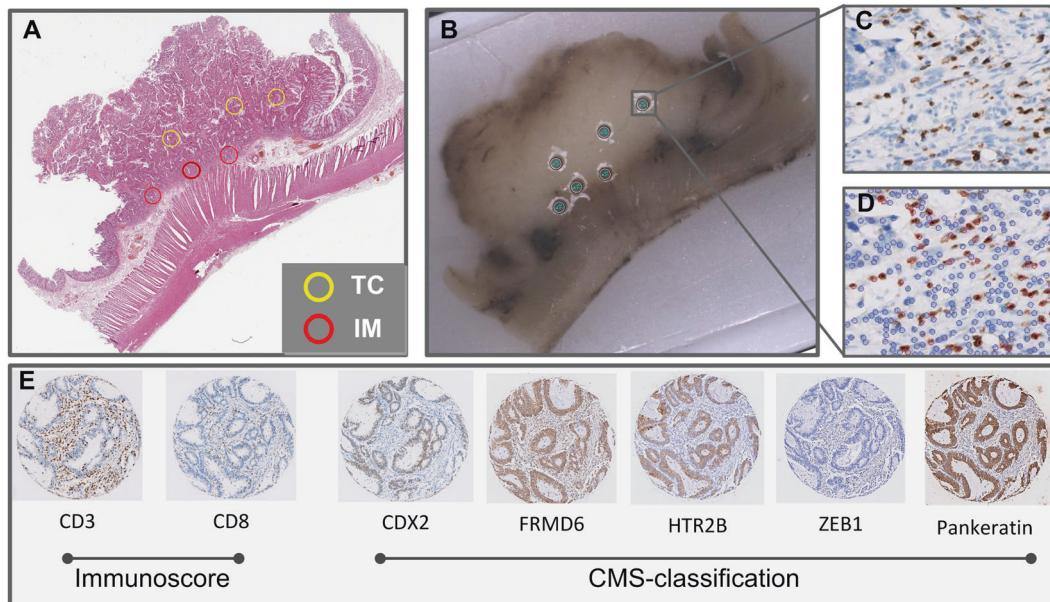 A
B
C
D
TC
IM
E
CD3
CD8
CDX2
FRMD6
HTR2B
ZEB1
Pankeratin
Immunoscore
CMS-classification